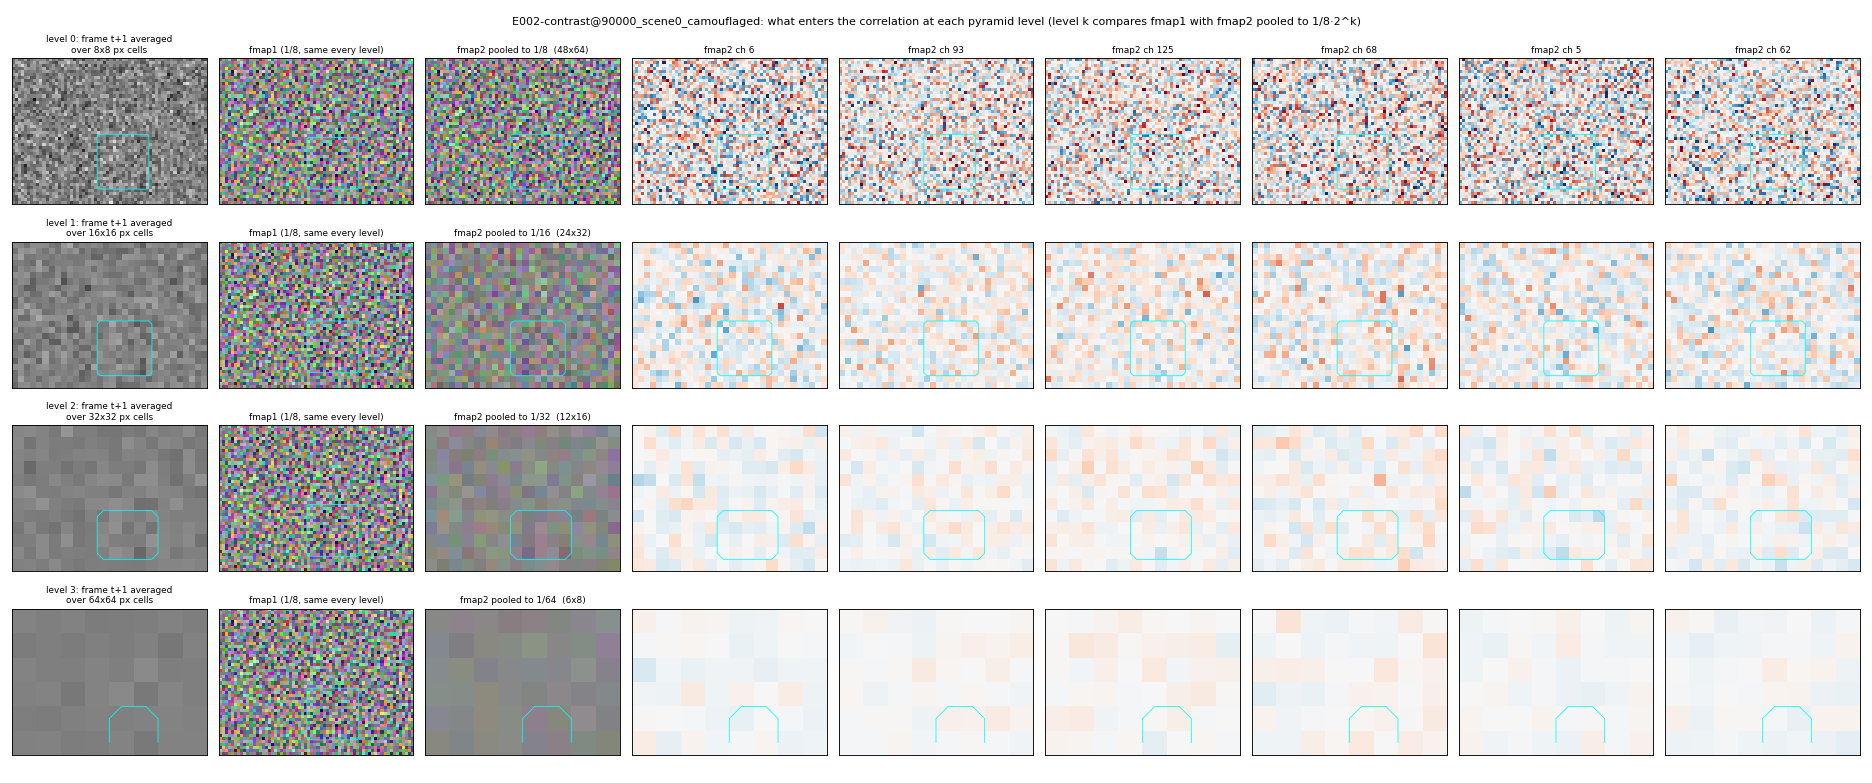 E002-contrast@90000_scene0_camouflaged: what enters the correlation at each pyramid level (level k compares fmap1 with fmap2 pooled to 1/8·2^k)
level 0: frame t+1 averaged
over 8x8 px cells
fmap1 (1/8, same every level)
fmap2 pooled to 1/8  (48x64)
fmap2 ch 6
fmap2 ch 93
fmap2 ch 125
fmap2 ch 68
fmap2 ch 5
fmap2 ch 62
level 1: frame t+1 averaged
over 16x16 px cells
fmap1 (1/8, same every level)
fmap2 pooled to 1/16  (24x32)
level 2: frame t+1 averaged
over 32x32 px cells
fmap1 (1/8, same every level)
fmap2 pooled to 1/32  (12x16)
level 3: frame t+1 averaged
over 64x64 px cells
fmap1 (1/8, same every level)
fmap2 pooled to 1/64  (6x8)